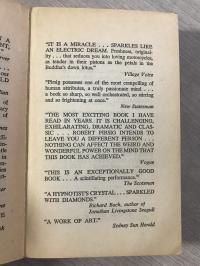 "IT IS A MIRACLE . . . SPARKLES LIKE
AN ELECTRIC DREAM. Freshness, original-
ity . . . that seduces you into loving motorcycles,
as tender in their pistons as the petals in the
Buddha's dawn lotus."
Village Voice
"Pirsig possesses one of the most compelling of
human attributes, a truly passionate mind . . .
a book so sharp, so well orchestrated, so stirring
and so frightening at once."
New Statesman
"THE MOST EXCITING BOOK I HAVE
READ IN YEARS. IT IS CHALLENGING,
EXHILARATING, DRAMATIC AND CLAS-
SIC . . . ROBERT PIRSIG INTENDS TO
LEAVE YOU A DIFFERENT PERSON . . .
NOTHING CAN AFFECT THE WEIRD AND
WONDERFUL POWER ON THE MIND THAT
THIS BOOK HAS ACHIEVED."
Vogue
"THIS IS AN EXCEPTIONALLY GOOD
BOOK . . . A scintillating performance."
The Scotsman
"A HYPNOTIST'S CRYSTAL . . . SPARKLED
WITH DIAMONDS."
Richard Bach, author of
Jonathan Livingstone Seagull
"A WORK OF ART."
Sydney Sun Herald